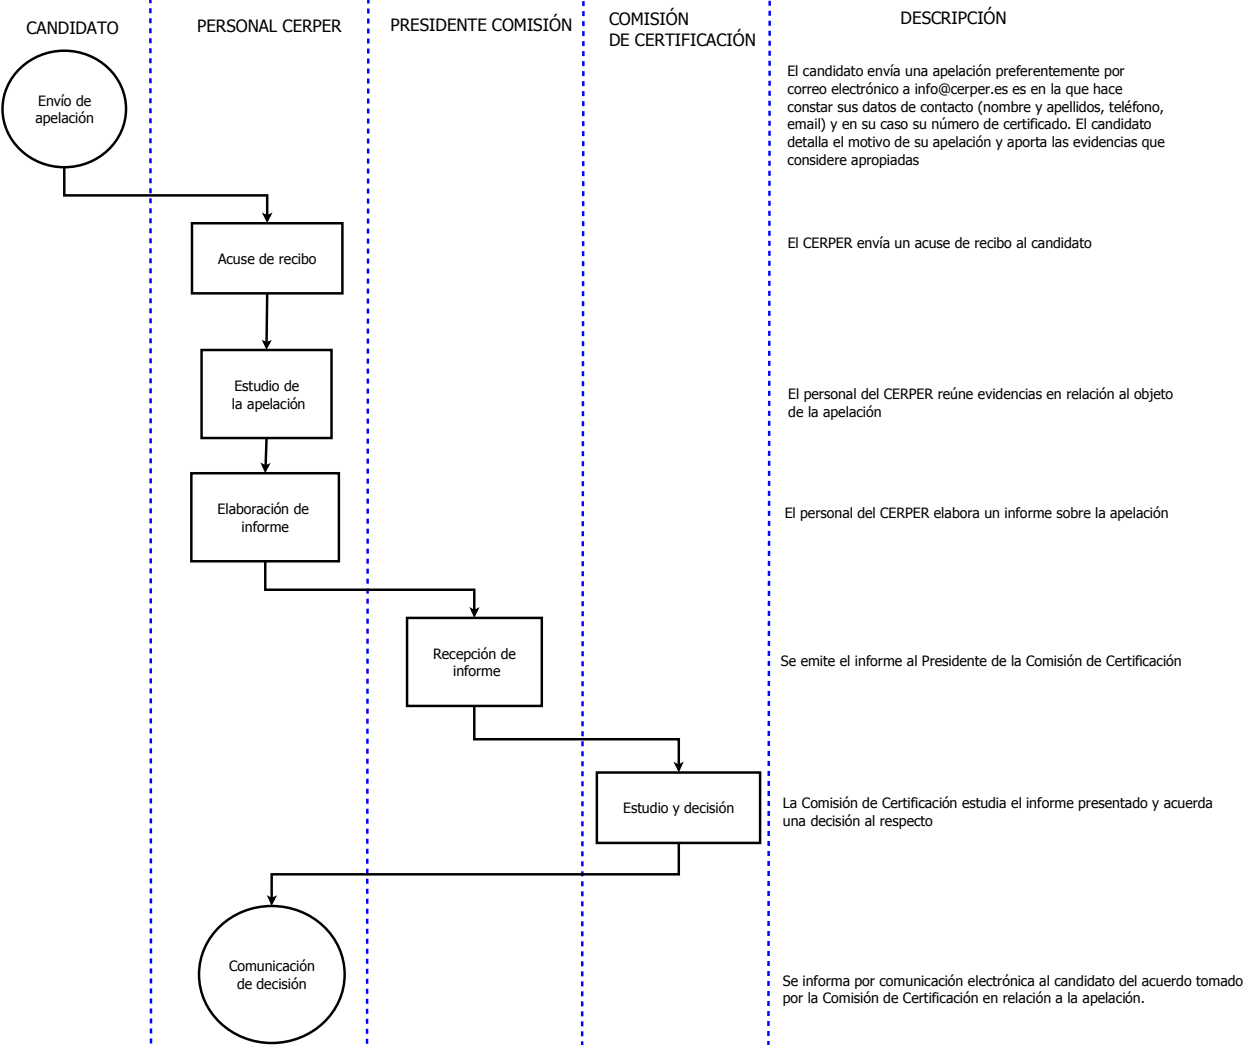 CANDIDATO
PERSONAL CERPER
PRESIDENTE COMISIÓN
COMISIÓN
DE CERTIFICACIÓN
DESCRIPCIÓN
Envío de
apelación
El candidato envía una apelación preferentemente por
correo electrónico a info@cerper.es es en la que hace
constar sus datos de contacto (nombre y apellidos, teléfono,
email) y en su caso su número de certificado. El candidato
detalla el motivo de su apelación y aporta las evidencias que
considere apropiadas
Acuse de recibo
El CERPER envía un acuse de recibo al candidato
Estudio de
la apelación
El personal del CERPER reúne evidencias en relación al objeto
de la apelación
Elaboración de
informe
El personal del CERPER elabora un informe sobre la apelación
Recepción de
informe
Se emite el informe al Presidente de la Comisión de Certificación
Estudio y decisión
La Comisión de Certificación estudia el informe presentado y acuerda
una decisión al respecto
Comunicación
de decisión
Se informa por comunicación electrónica al candidato del acuerdo tomado
por la Comisión de Certificación en relación a la apelación.